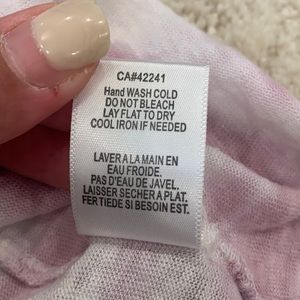 CA#42241
Hand WASH COLD
DO NOT BLEACH
LAY FLAT TO DRY
COOL IRON IF NEEDED
LAVER A LA MAIN EN
EAU FROIDE.
PAS D'EAU DE JAVEL.
LAISSER SECHER A PLAT.
FER TIEDE SI BESOIN EST.